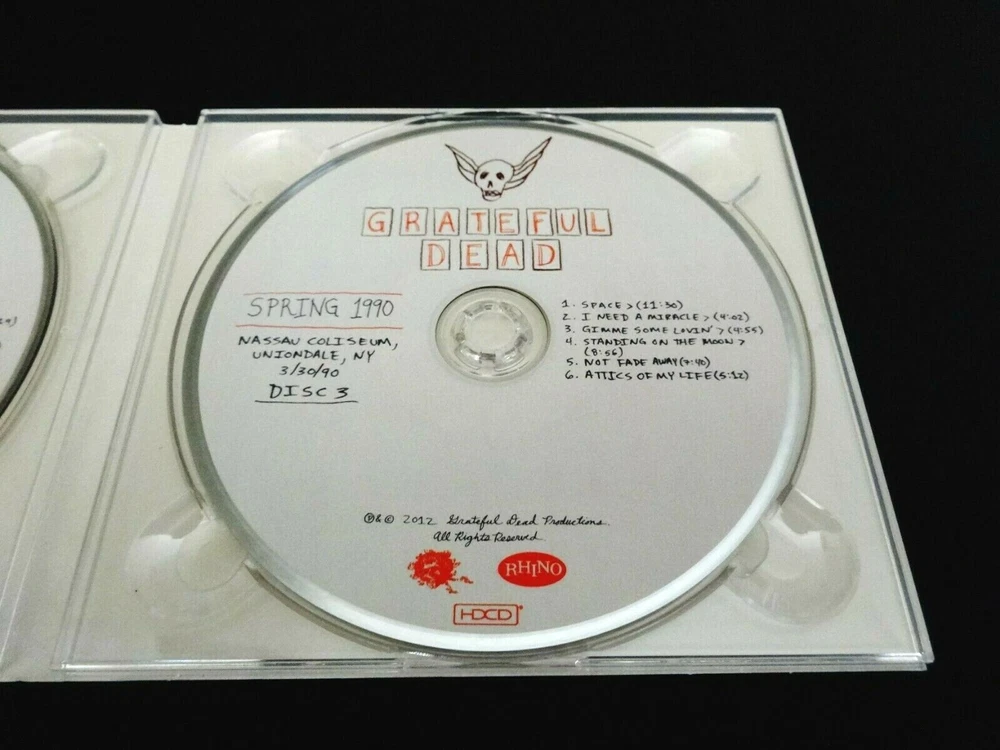 GRATEFUL
DEAD
SPRING 1990
NASSAU COLISEUM,
UNIONDALE, NY
3/30/90
DISC 3
1. SPACE > (11:30)
2. I NEED A MIRACLE > (4:02)
3. GIMME SOME LOVIN' > (4:55)
4. STANDING ON THE MOON >
(8:56)
5. NOT FADE AWAY (7:40)
6. ATTICS OF MY LIFE (5:12)
℗&© 2012 Grateful Dead Productions.
All Rights Reserved.
RHINO
HDCD®